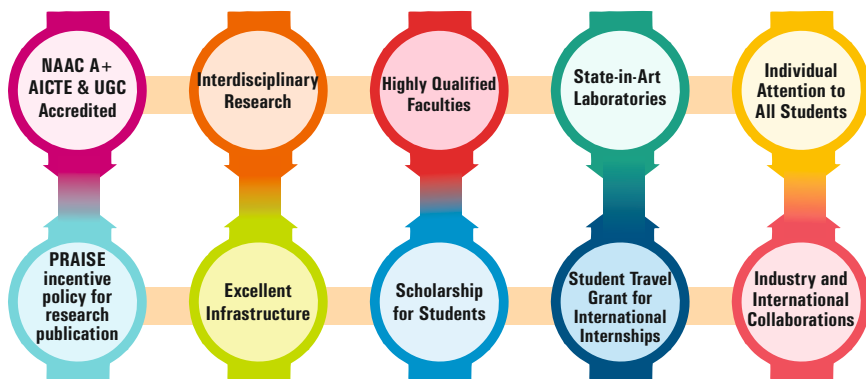 NAAC A+
AICTE & UGC
Accredited
Interdisciplinary
Research
Highly Qualified
Faculties
State-in-Art
Laboratories
Individual
Attention to
All Students
PRAISE
incentive
policy for
research
publication
Excellent
Infrastructure
Scholarship
for Students
Student Travel
Grant for
International
Internships
Industry and
International
Collaborations